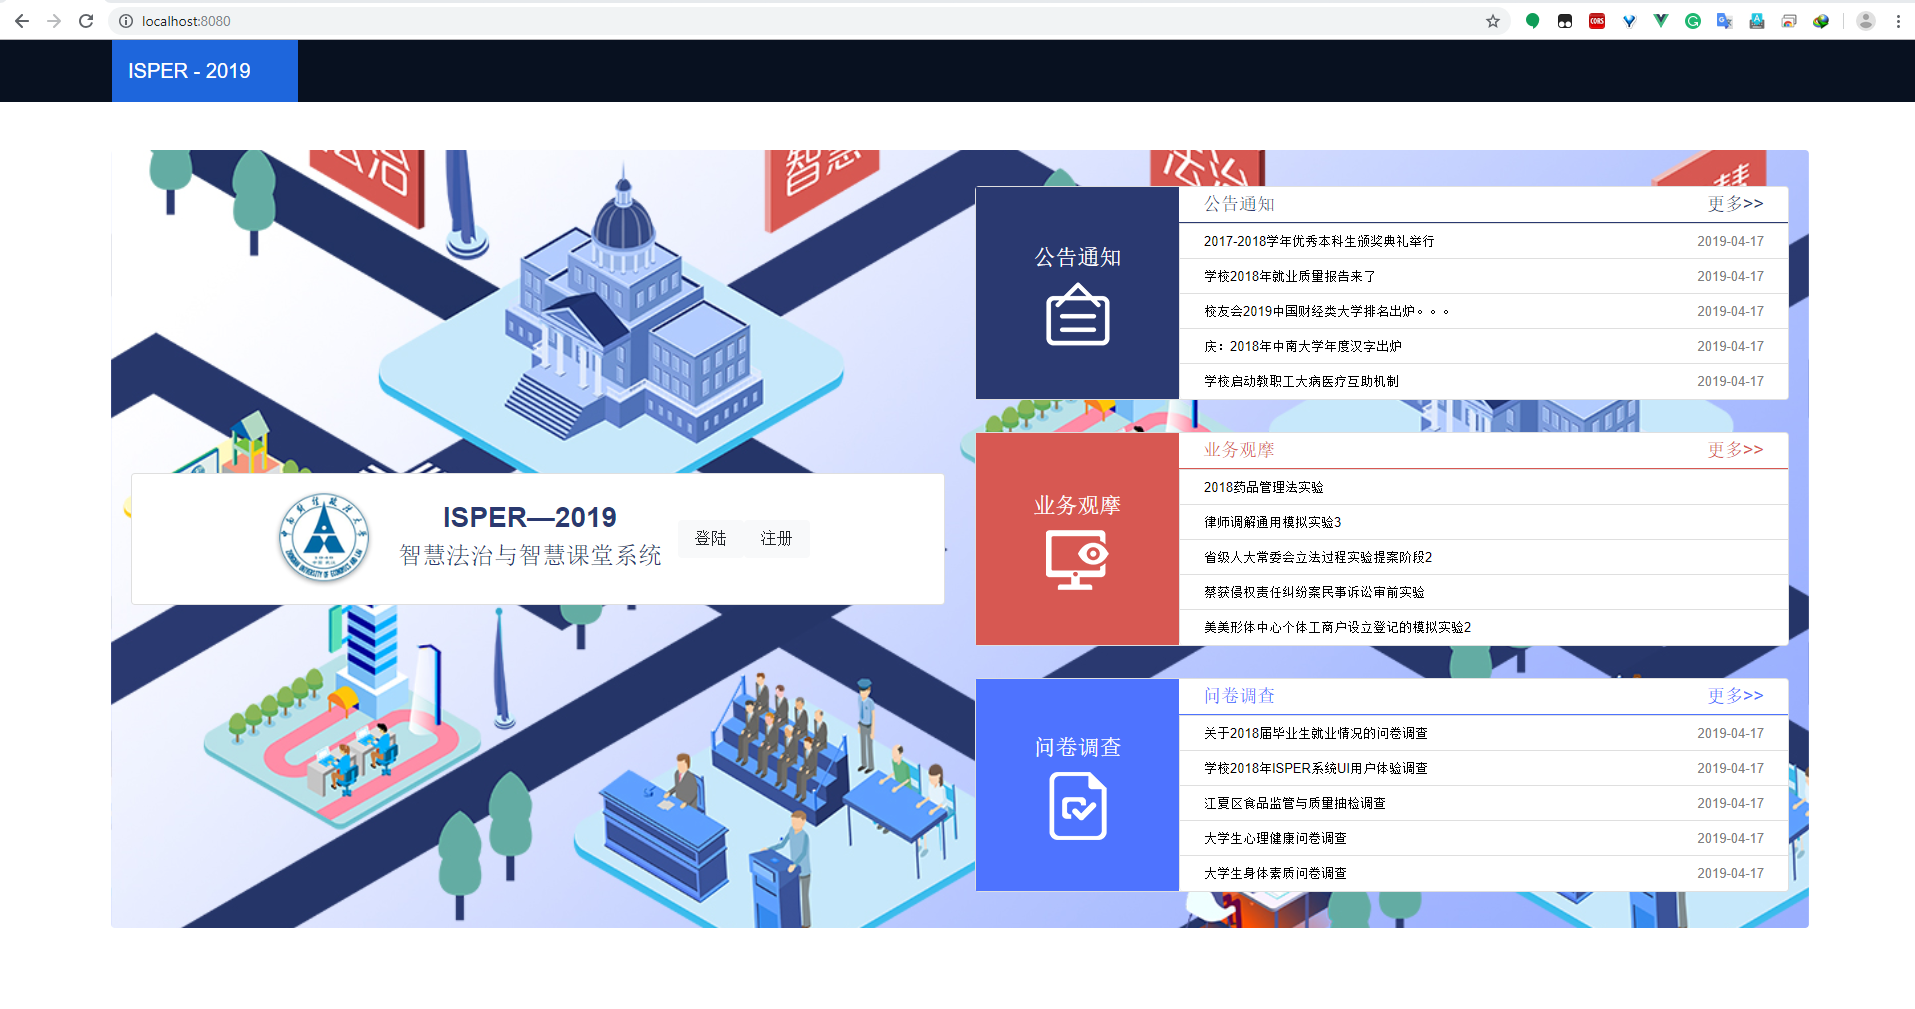 localhost:8080
ISPER - 2019
法治
智慧
法治
慧
ISPER—2019
智慧法治与智慧课堂系统
登陆
注册
公告通知
公告通知
更多>>
2017-2018学年优秀本科生颁奖典礼举行
2019-04-17
学校2018年就业质量报告来了
2019-04-17
校友会2019中国财经类大学排名出炉。。。
2019-04-17
庆：2018年中南大学年度汉字出炉
2019-04-17
学校启动教职工大病医疗互助机制
2019-04-17
业务观摩
业务观摩
更多>>
2018药品管理法实验
律师调解通用模拟实验3
省级人大常委会立法过程实验提案阶段2
蔡获侵权责任纠纷案民事诉讼审前实验
美美形体中心个体工商户设立登记的模拟实验2
问卷调查
问卷调查
更多>>
关于2018届毕业生就业情况的问卷调查
2019-04-17
学校2018年ISPER系统UI用户体验调查
2019-04-17
江夏区食品监管与质量抽检调查
2019-04-17
大学生心理健康问卷调查
2019-04-17
大学生身体素质问卷调查
2019-04-17